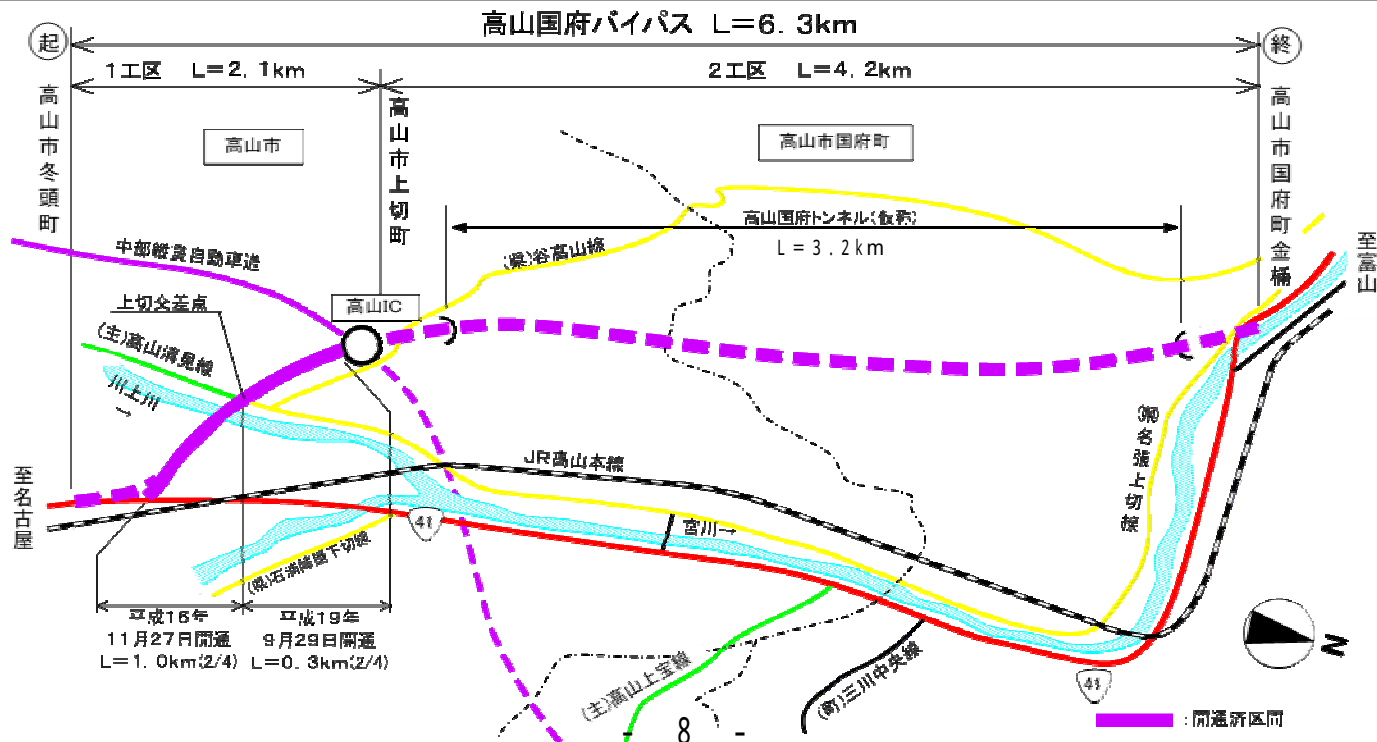 高山国府バイパス L=6.3km
起
終
1工区 L=2.1km
2工区 L=4.2km
高山市冬頭町
高山市上切町
高山市国府町金桶
高山市
高山市国府町
高山国府トンネル(仮称)
L=3.2km
至富山
中部縦貫自動車道
(県)谷高山線
高山IC
上切交差点
(主)高山清見線
川上川
→
JR高山本線
(県)名張上切線
至名古屋
41
宮川→
(県)石浦陣屋下切線
平成16年
11月27日開通
L=1.0km(2/4)
平成19年
9月29日開通
L=0.3km(2/4)
(主)高山上宝線
(町)三川中央線
41
N
:開通所区間
- 8 -